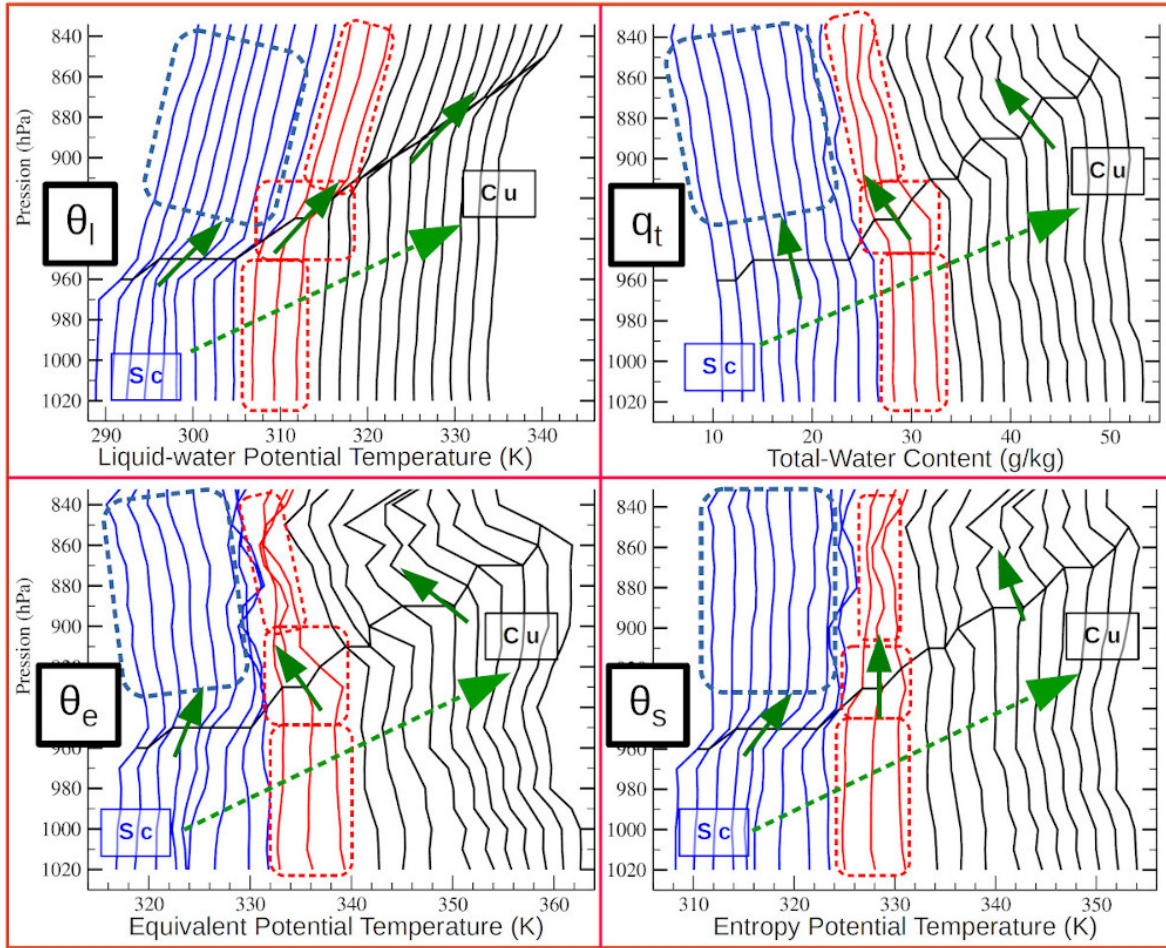 840
860
880
900
960
980
1000
1020
Pression (hPa)
θl
Cu
Sc
290 300 310 320 330 340
Liquid-water Potential Temperature (K)
840
860
880
900
960
980
1000
1020
qt
Cu
Sc
10 20 30 40 50
Total-Water Content (g/kg)
840
860
880
900
960
980
1000
1020
Pression (hPa)
θe
Cu
Sc
320 330 340 350 360
Equivalent Potential Temperature (K)
840
860
880
900
960
980
1000
1020
θs
Cu
Sc
310 320 330 340 350
Entropy Potential Temperature (K)